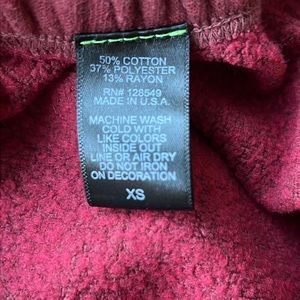 50% COTTON
37% POLYESTER
13% RAYON
RN# 128549
MADE IN U.S.A.
MACHINE WASH
COLD WITH
LIKE COLORS
INSIDE OUT
LINE OR AIR DRY
DO NOT IRON
ON DECORATION
XS